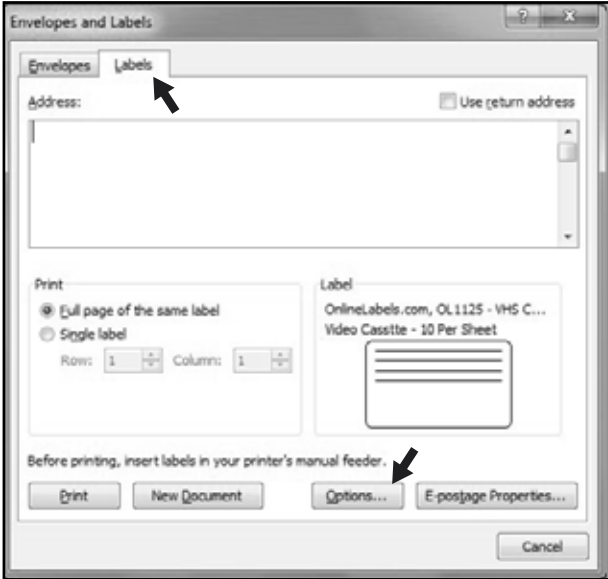 Envelopes and Labels
Envelopes Labels
Address: Use return address
Print
Full page of the same label
Single label
Row: 1 Column: 1
Label
OnlineLabels.com, OL1125 - VHS C...
Video Casstte - 10 Per Sheet
Before printing, insert labels in your printer's manual feeder.
Print New Document Options... E-postage Properties...
Cancel